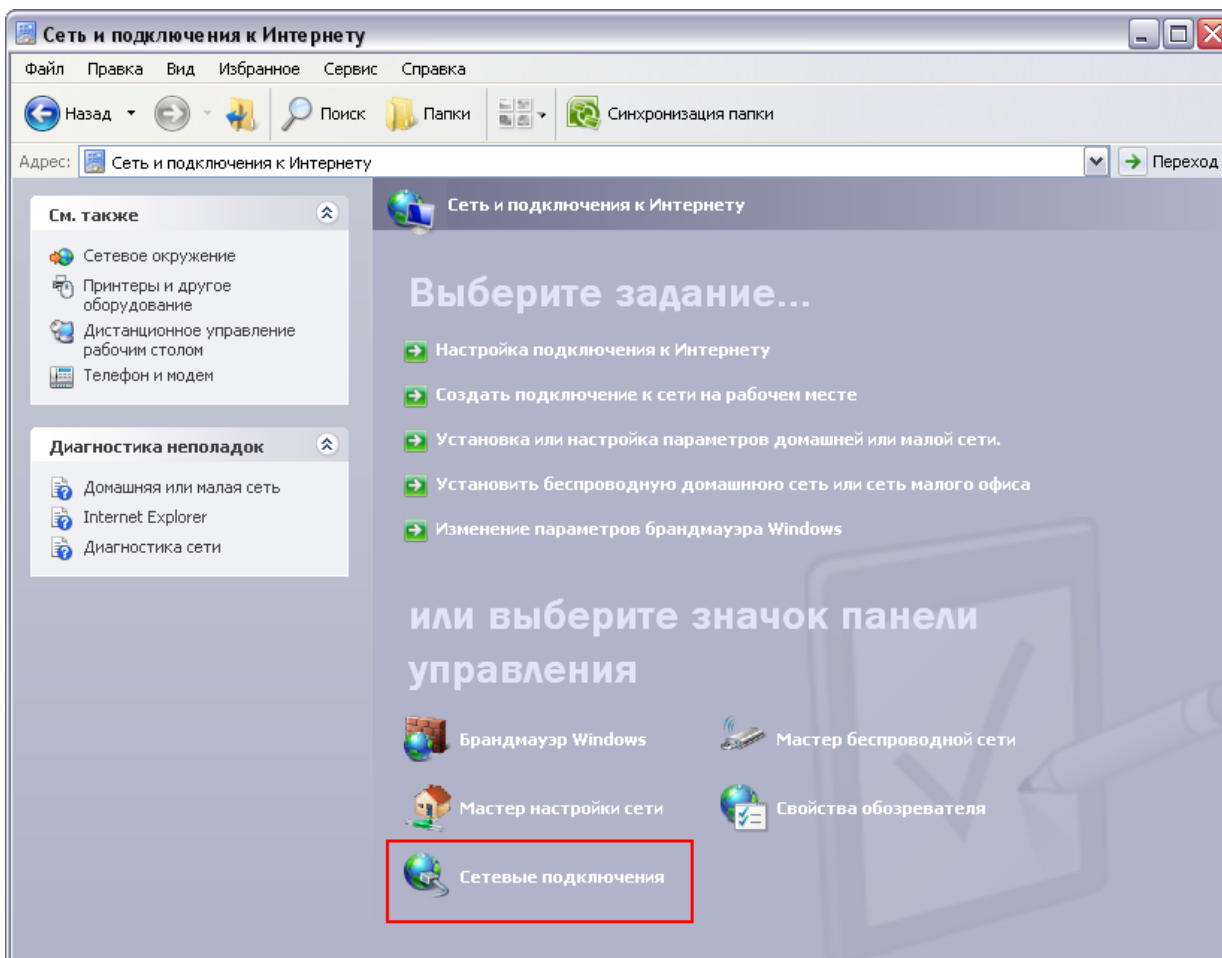 Сеть и подключения к Интернету
Файл Правка Вид Избранное Сервис Справка
Назад Поиск Папки Синхронизация папки
Адрес: Сеть и подключения к Интернету Переход
См. также
Сетевое окружение
Принтеры и другое
оборудование
Дистанционное управление
рабочим столом
Телефон и модем
Диагностика неполадок
Домашняя или малая сеть
Internet Explorer
Диагностика сети
Сеть и подключения к Интернету
Выберите задание...
Настройка подключения к Интернету
Создать подключение к сети на рабочем месте
Установка или настройка параметров домашней или малой сети.
Установить беспроводную домашнюю сеть или сеть малого офиса
Изменение параметров брандмауэра Windows
или выберите значок панели
управления
Брандмауэр Windows Мастер беспроводной сети
Мастер настройки сети Свойства обозревателя
Сетевые подключения